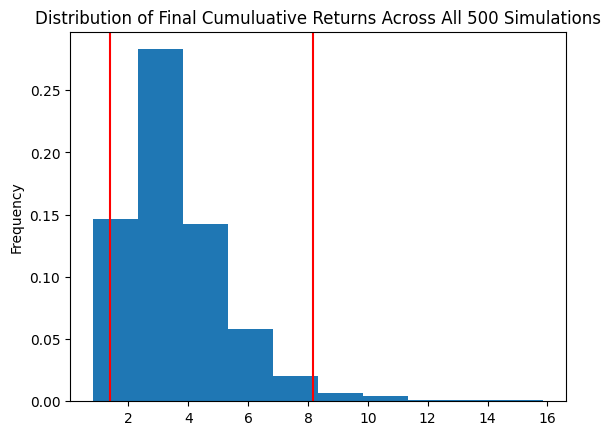 Distribution of Final Cumuluative Returns Across All 500 Simulations
Frequency
0.25
0.20
0.15
0.10
0.05
0.00
2 4 6 8 10 12 14 16